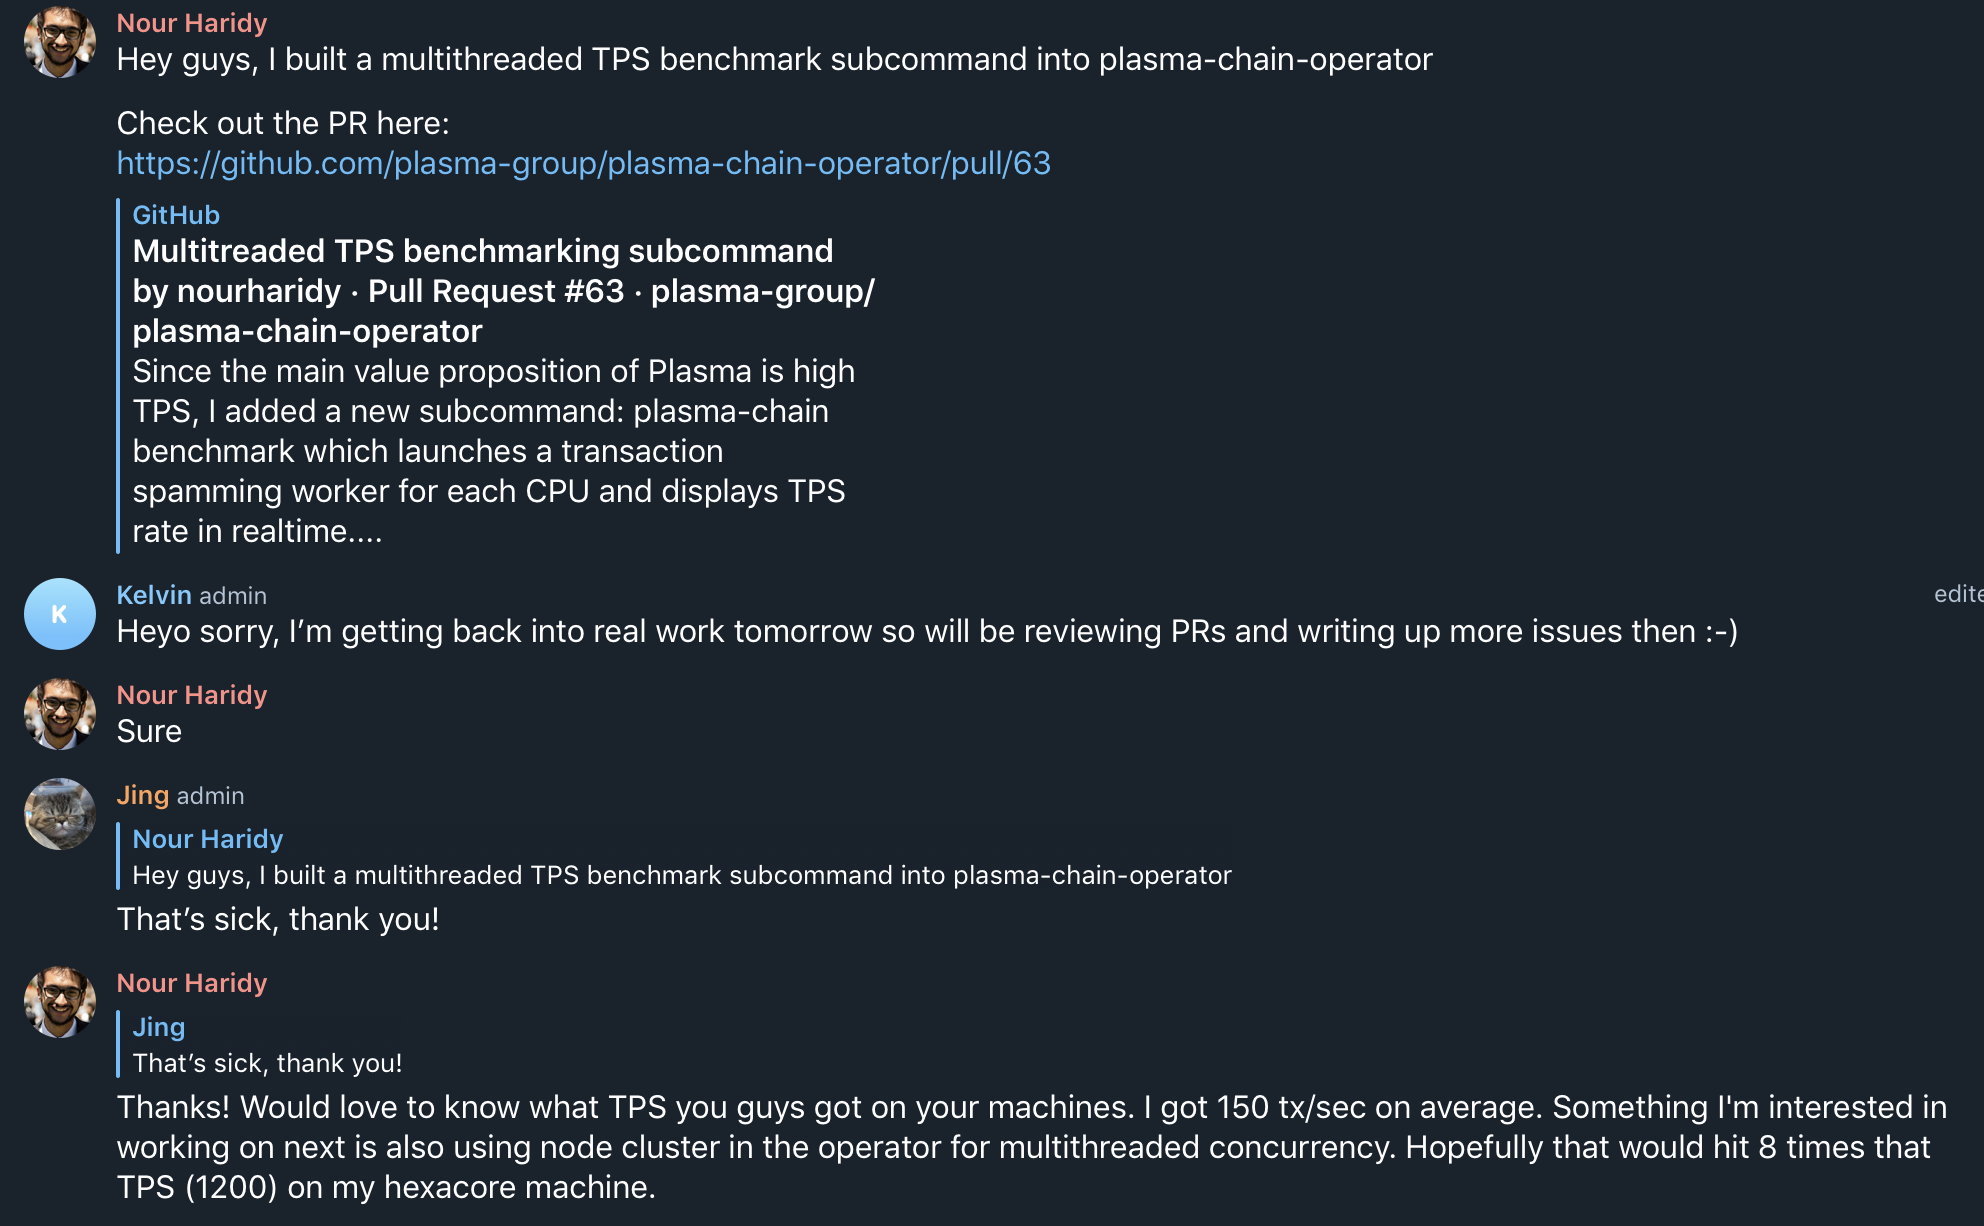 Nour Haridy
Hey guys, I built a multithreaded TPS benchmark subcommand into plasma-chain-operator
Check out the PR here:
https://github.com/plasma-group/plasma-chain-operator/pull/63
GitHub
Multitreaded TPS benchmarking subcommand
by nourharidy · Pull Request #63 · plasma-group/
plasma-chain-operator
Since the main value proposition of Plasma is high
TPS, I added a new subcommand: plasma-chain
benchmark which launches a transaction
spamming worker for each CPU and displays TPS
rate in realtime....
K
Kelvin admin
edite
Heyo sorry, I’m getting back into real work tomorrow so will be reviewing PRs and writing up more issues then :-)
Nour Haridy
Sure
Jing admin
Nour Haridy
Hey guys, I built a multithreaded TPS benchmark subcommand into plasma-chain-operator
That’s sick, thank you!
Nour Haridy
Jing
That’s sick, thank you!
Thanks! Would love to know what TPS you guys got on your machines. I got 150 tx/sec on average. Something I'm interested in
working on next is also using node cluster in the operator for multithreaded concurrency. Hopefully that would hit 8 times that
TPS (1200) on my hexacore machine.